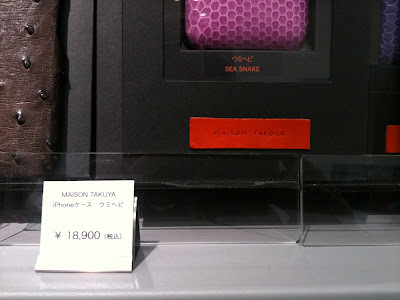 ウミヘビ
SEA SNAKE
MAISON TAKUYA
MAISON TAKUYA
iPhoneケース ウミヘビ
¥ 18,900 (税込)